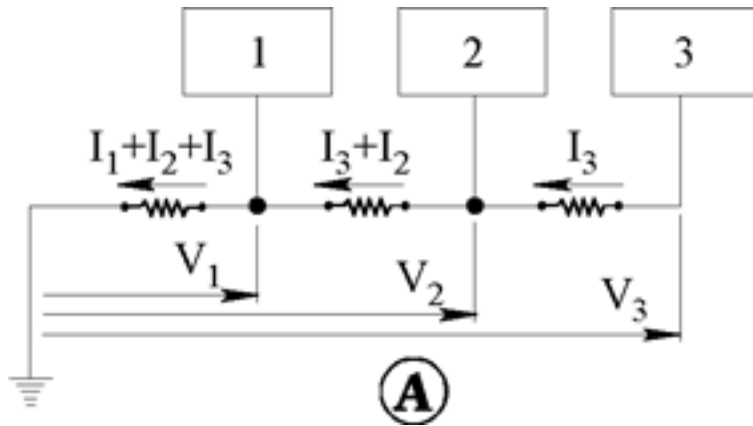 1 2 3
I₁+I₂+I₃ I₃+I₂ I₃
V₁
V₂
V₃
A